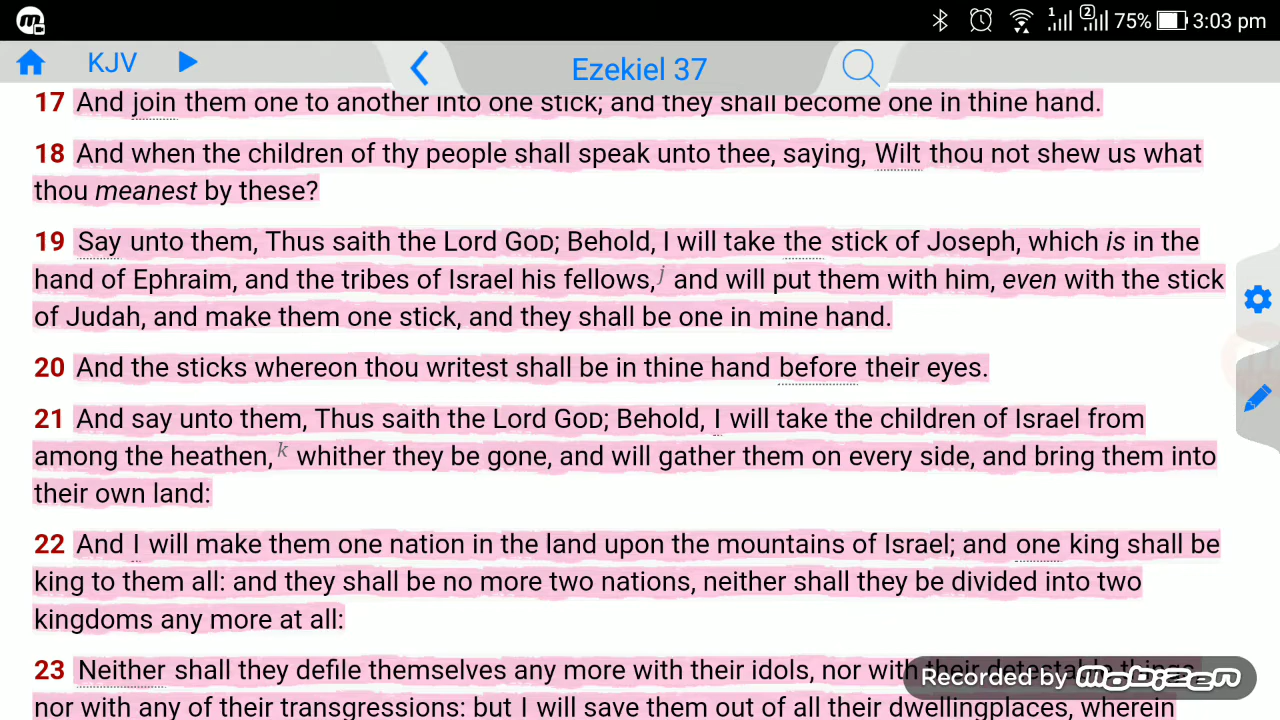 1 2 75% 3:03 pm
KJV Ezekiel 37
17 And join them one to another into one stick; and they shall become one in thine hand.
18 And when the children of thy people shall speak unto thee, saying, Wilt thou not shew us what
thou meanest by these?
19 Say unto them, Thus saith the Lord GOD; Behold, I will take the stick of Joseph, which is in the
hand of Ephraim, and the tribes of Israel his fellows, j and will put them with him, even with the stick
of Judah, and make them one stick, and they shall be one in mine hand.
20 And the sticks whereon thou writest shall be in thine hand before their eyes.
21 And say unto them, Thus saith the Lord GOD; Behold, I will take the children of Israel from
among the heathen, k whither they be gone, and will gather them on every side, and bring them into
their own land:
22 And I will make them one nation in the land upon the mountains of Israel; and one king shall be
king to them all: and they shall be no more two nations, neither shall they be divided into two
kingdoms any more at all:
23 Neither shall they defile themselves any more with their idols, nor with their detestable things,
nor with any of their transgressions: but I will save them out of all their dwellingplaces, wherein
Recorded by mobizen